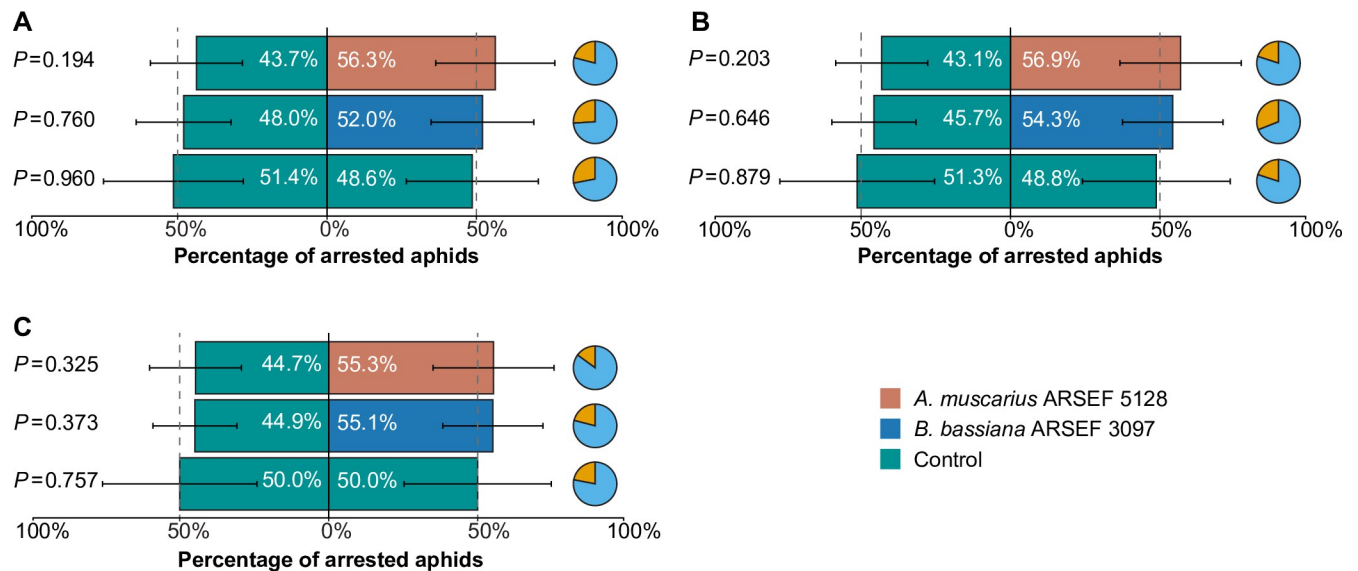 A
P=0.194 43.7% 56.3%
P=0.760 48.0% 52.0%
P=0.960 51.4% 48.6%
100% 50% 0% 50% 100%
Percentage of arrested aphids
B
P=0.203 43.1% 56.9%
P=0.646 45.7% 54.3%
P=0.879 51.3% 48.8%
100% 50% 0% 50% 100%
Percentage of arrested aphids
C
P=0.325 44.7% 55.3%
P=0.373 44.9% 55.1%
P=0.757 50.0% 50.0%
100% 50% 0% 50% 100%
Percentage of arrested aphids
A. muscarius ARSEF 5128
B. bassiana ARSEF 3097
Control